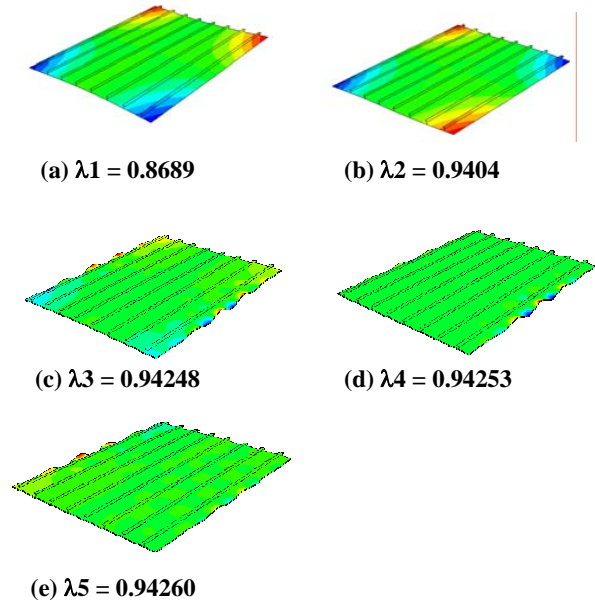 (a) λ1 = 0.8689
(b) λ2 = 0.9404
(c) λ3 = 0.94248
(d) λ4 = 0.94253
(e) λ5 = 0.94260